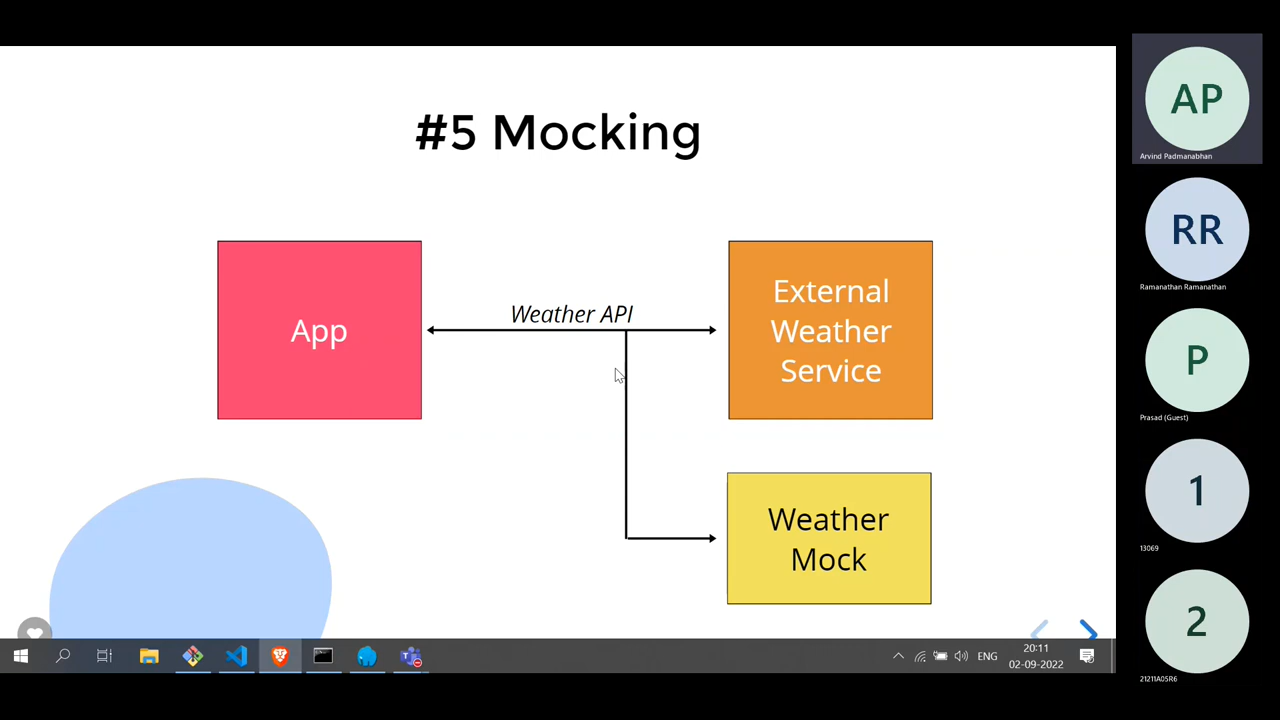 #5 Mocking
App
Weather API
External
Weather
Service
Weather
Mock
ENG
20:11
02-09-2022
AP
Arvind Padmanabhan
RR
Ramanathan Ramanathan
P
Prasad (Guest)
1
13069
2
21211A05R6